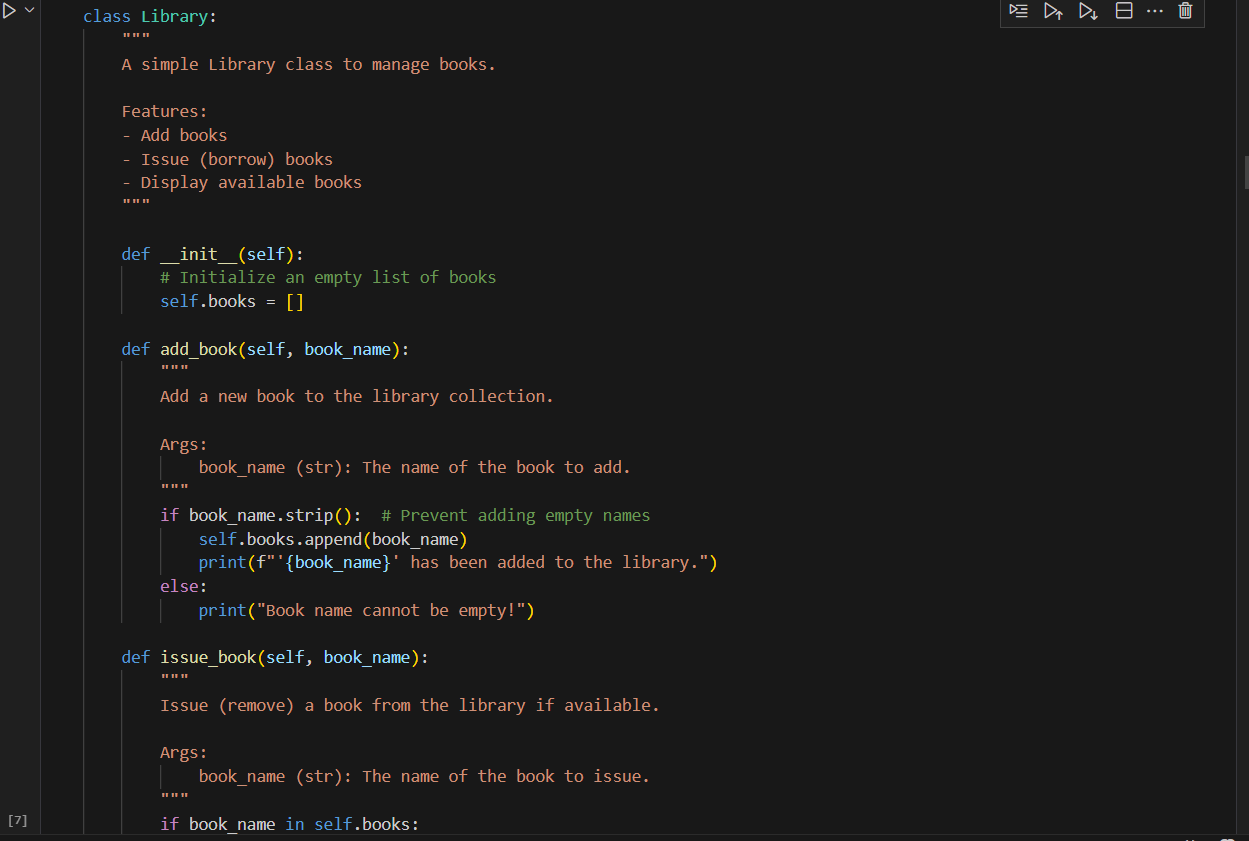 class Library:
    """
    A simple Library class to manage books.

    Features:
    - Add books
    - Issue (borrow) books
    - Display available books
    """

    def __init__(self):
        # Initialize an empty list of books
        self.books = []

    def add_book(self, book_name):
        """
        Add a new book to the library collection.

        Args:
            book_name (str): The name of the book to add.
        """
        if book_name.strip():  # Prevent adding empty names
            self.books.append(book_name)
            print(f"'{book_name}' has been added to the library.")
        else:
            print("Book name cannot be empty!")

    def issue_book(self, book_name):
        """
        Issue (remove) a book from the library if available.

        Args:
            book_name (str): The name of the book to issue.
        """
        if book_name in self.books:
[7]